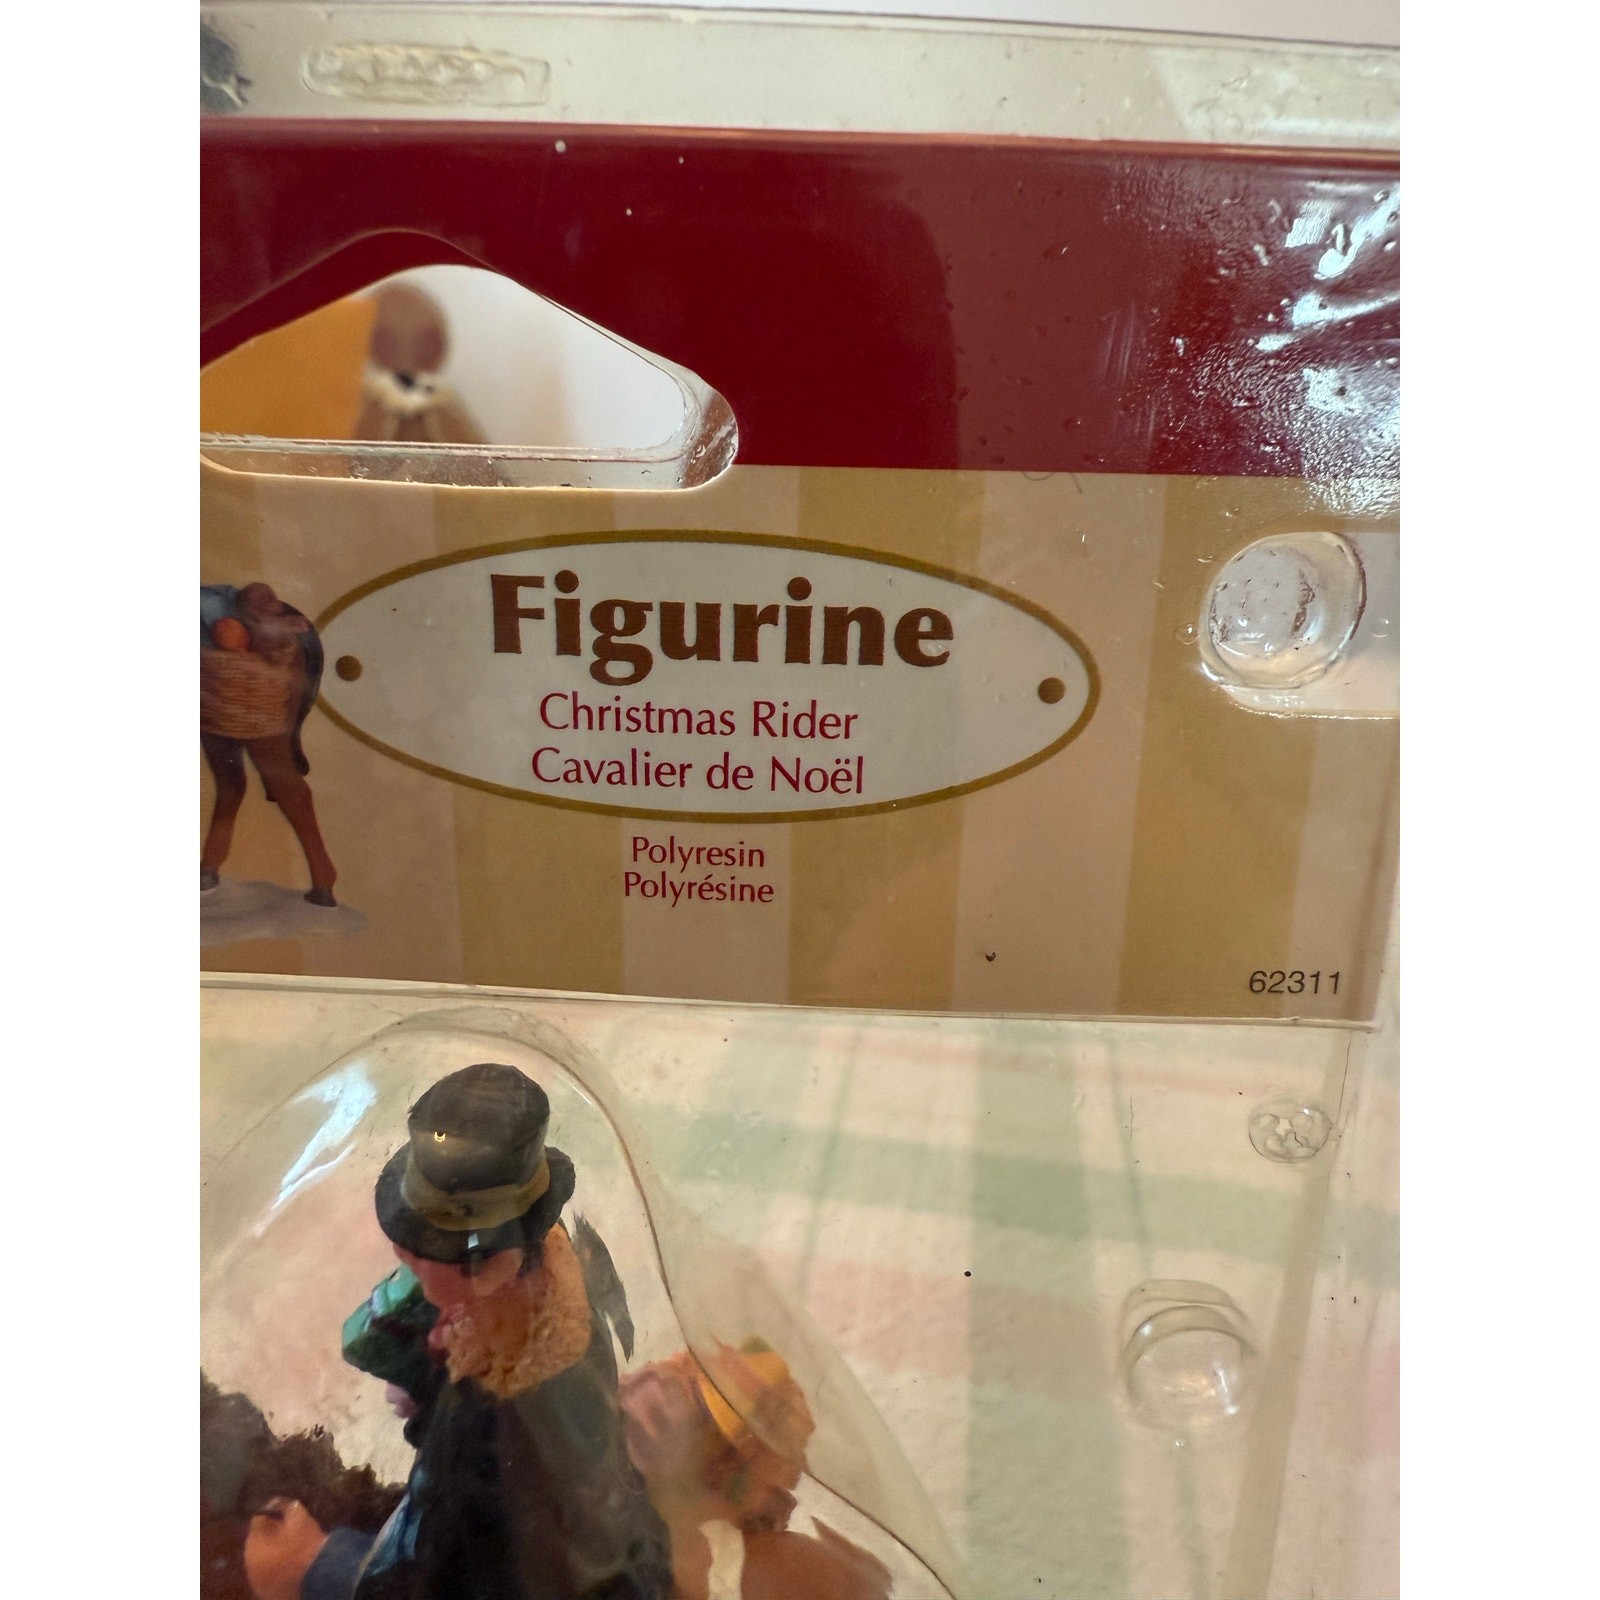 Figurine
Christmas Rider
Cavalier de Noël
Polyresin
Polyrésine
62311